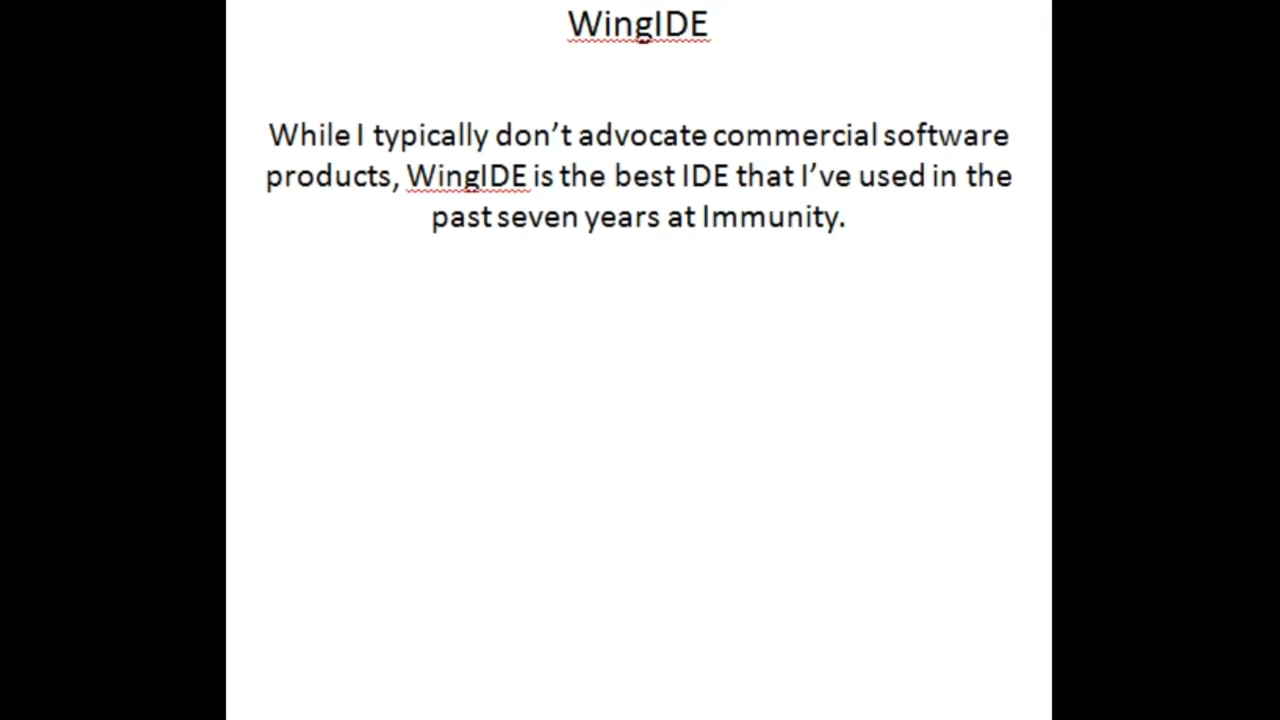 WingIDE
While I typically don’t advocate commercial software
products, WingIDE is the best IDE that I’ve used in the
past seven years at Immunity.